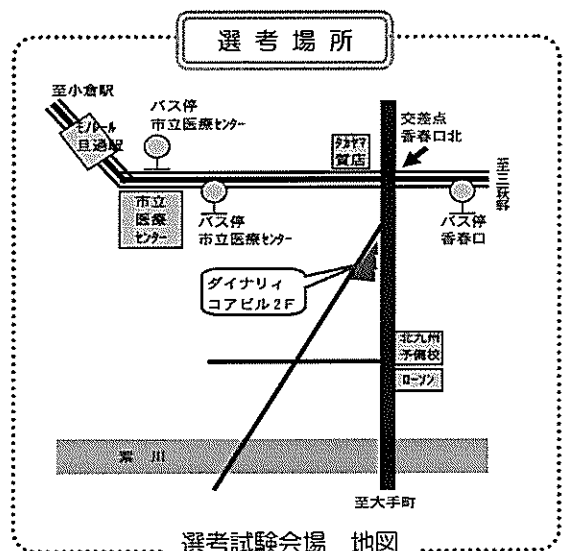 選考場所
至小倉駅
バス停
市立医療センター
モノレール
旦過駅
タカヤマ
質店
交差点
香春口北
至三萩野
市立
医療
センター
バス停
市立医療センター
バス停
香春口
ダイナリィ
コアビル2F
北九州
予備校
ローソン
紫 川
至大手町
選考試験会場 地図